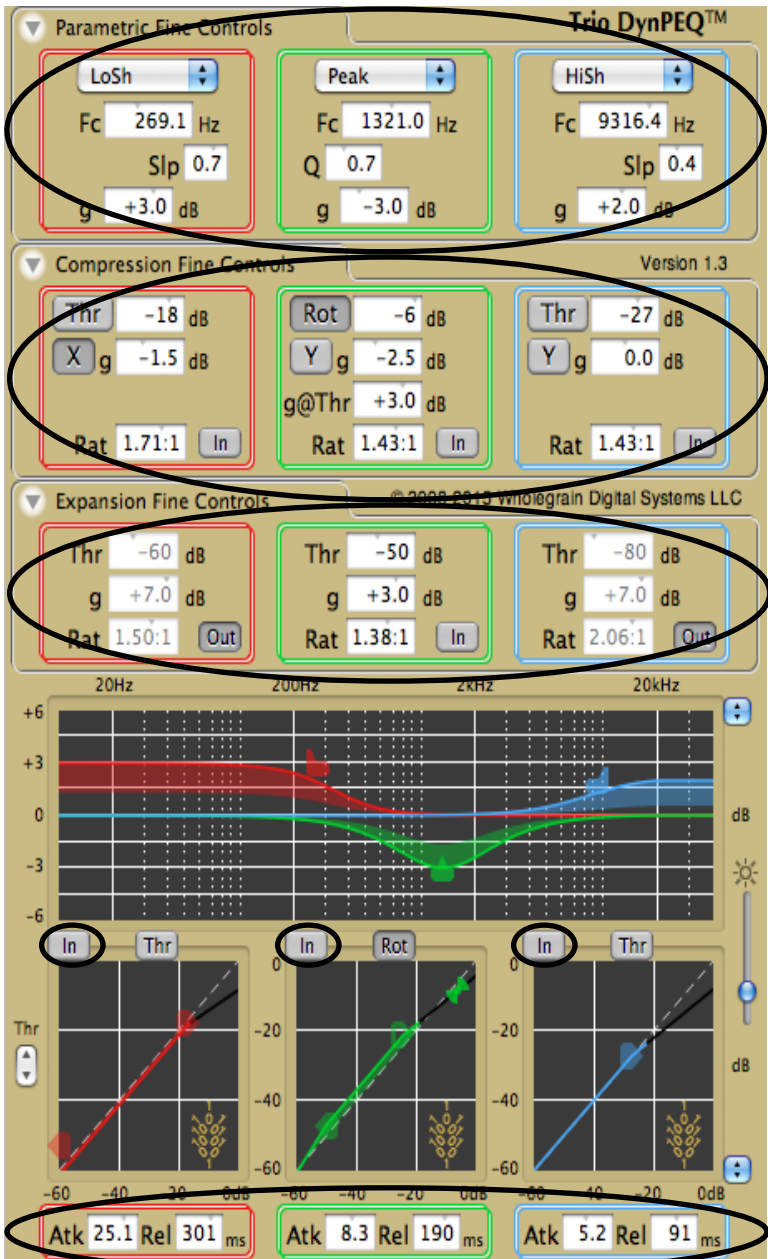 Parametric Fine Controls Trio DynPEQ™
LoSh Peak HiSh
Fc 269.1 Hz Fc 1321.0 Hz Fc 9316.4 Hz
Slp 0.7 Q 0.7 Slp 0.4
g +3.0 dB g -3.0 dB g +2.0 dB
Compression Fine Controls Version 1.3
Thr -18 dB Rot -6 dB Thr -27 dB
X g -1.5 dB Y g -2.5 dB Y g 0.0 dB
g@Thr +3.0 dB
Rat 1.71:1 In Rat 1.43:1 In Rat 1.43:1 In
Expansion Fine Controls © 2008-2015 Wholegrain Digital Systems LLC
Thr -60 dB Thr -50 dB Thr -80 dB
g +7.0 dB g +3.0 dB g +7.0 dB
Rat 1.50:1 Out Rat 1.38:1 In Rat 2.06:1 Out
20Hz 200Hz 2kHz 20kHz
+6
+3
0 dB
-3
-6
In Thr In Rot In Thr
0 0
-20 -20
Thr dB
-40 -40
-60 -60
-60 -40 -20 0dB -60 -40 -20 0dB -60 -40 -20 0dB
Atk 25.1 Rel 301 ms Atk 8.3 Rel 190 ms Atk 5.2 Rel 91 ms